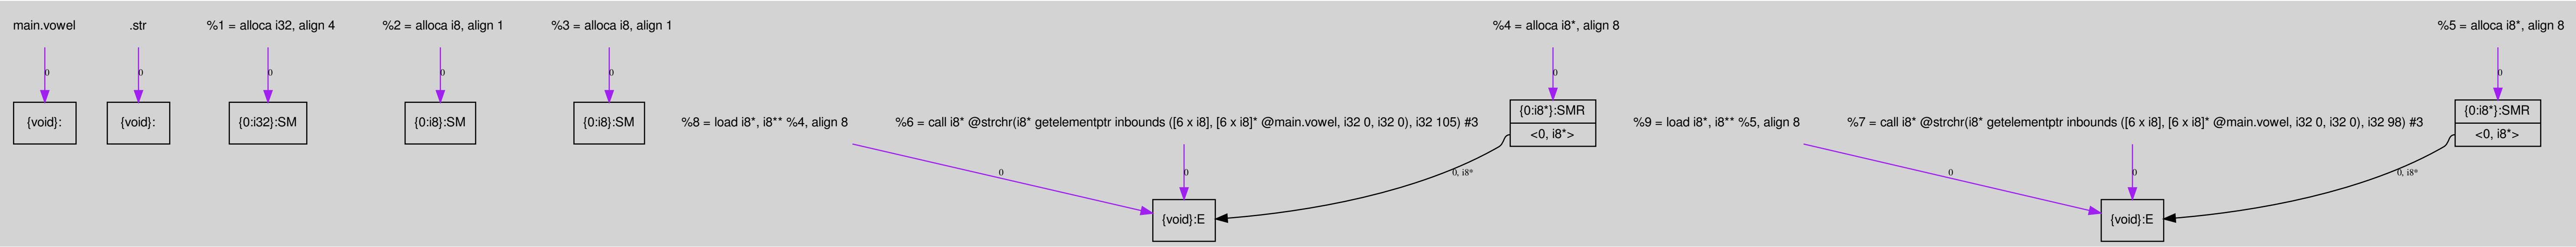 main.vowel
.str
%1 = alloca i32, align 4
%2 = alloca i8, align 1
%3 = alloca i8, align 1
%4 = alloca i8*, align 8
%5 = alloca i8*, align 8
0
0
0
0
0
0
0
{void}:
{void}:
{0:i32}:SM
{0:i8}:SM
{0:i8}:SM
%8 = load i8*, i8** %4, align 8
%6 = call i8* @strchr(i8* getelementptr inbounds ([6 x i8], [6 x i8]* @main.vowel, i32 0, i32 0), i32 105) #3
{0:i8*}:SMR
<0, i8*>
%9 = load i8*, i8** %5, align 8
%7 = call i8* @strchr(i8* getelementptr inbounds ([6 x i8], [6 x i8]* @main.vowel, i32 0, i32 0), i32 98) #3
{0:i8*}:SMR
<0, i8*>
0
0
0, i8*
0
0
0, i8*
{void}:E
{void}:E